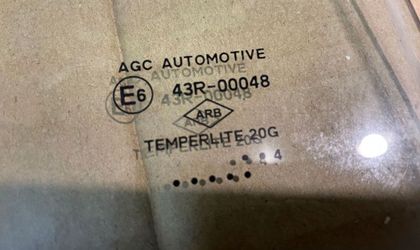 AGC AUTOMOTIVE
E6 43R-00048
ARB
TEMPERLITE 20G
4